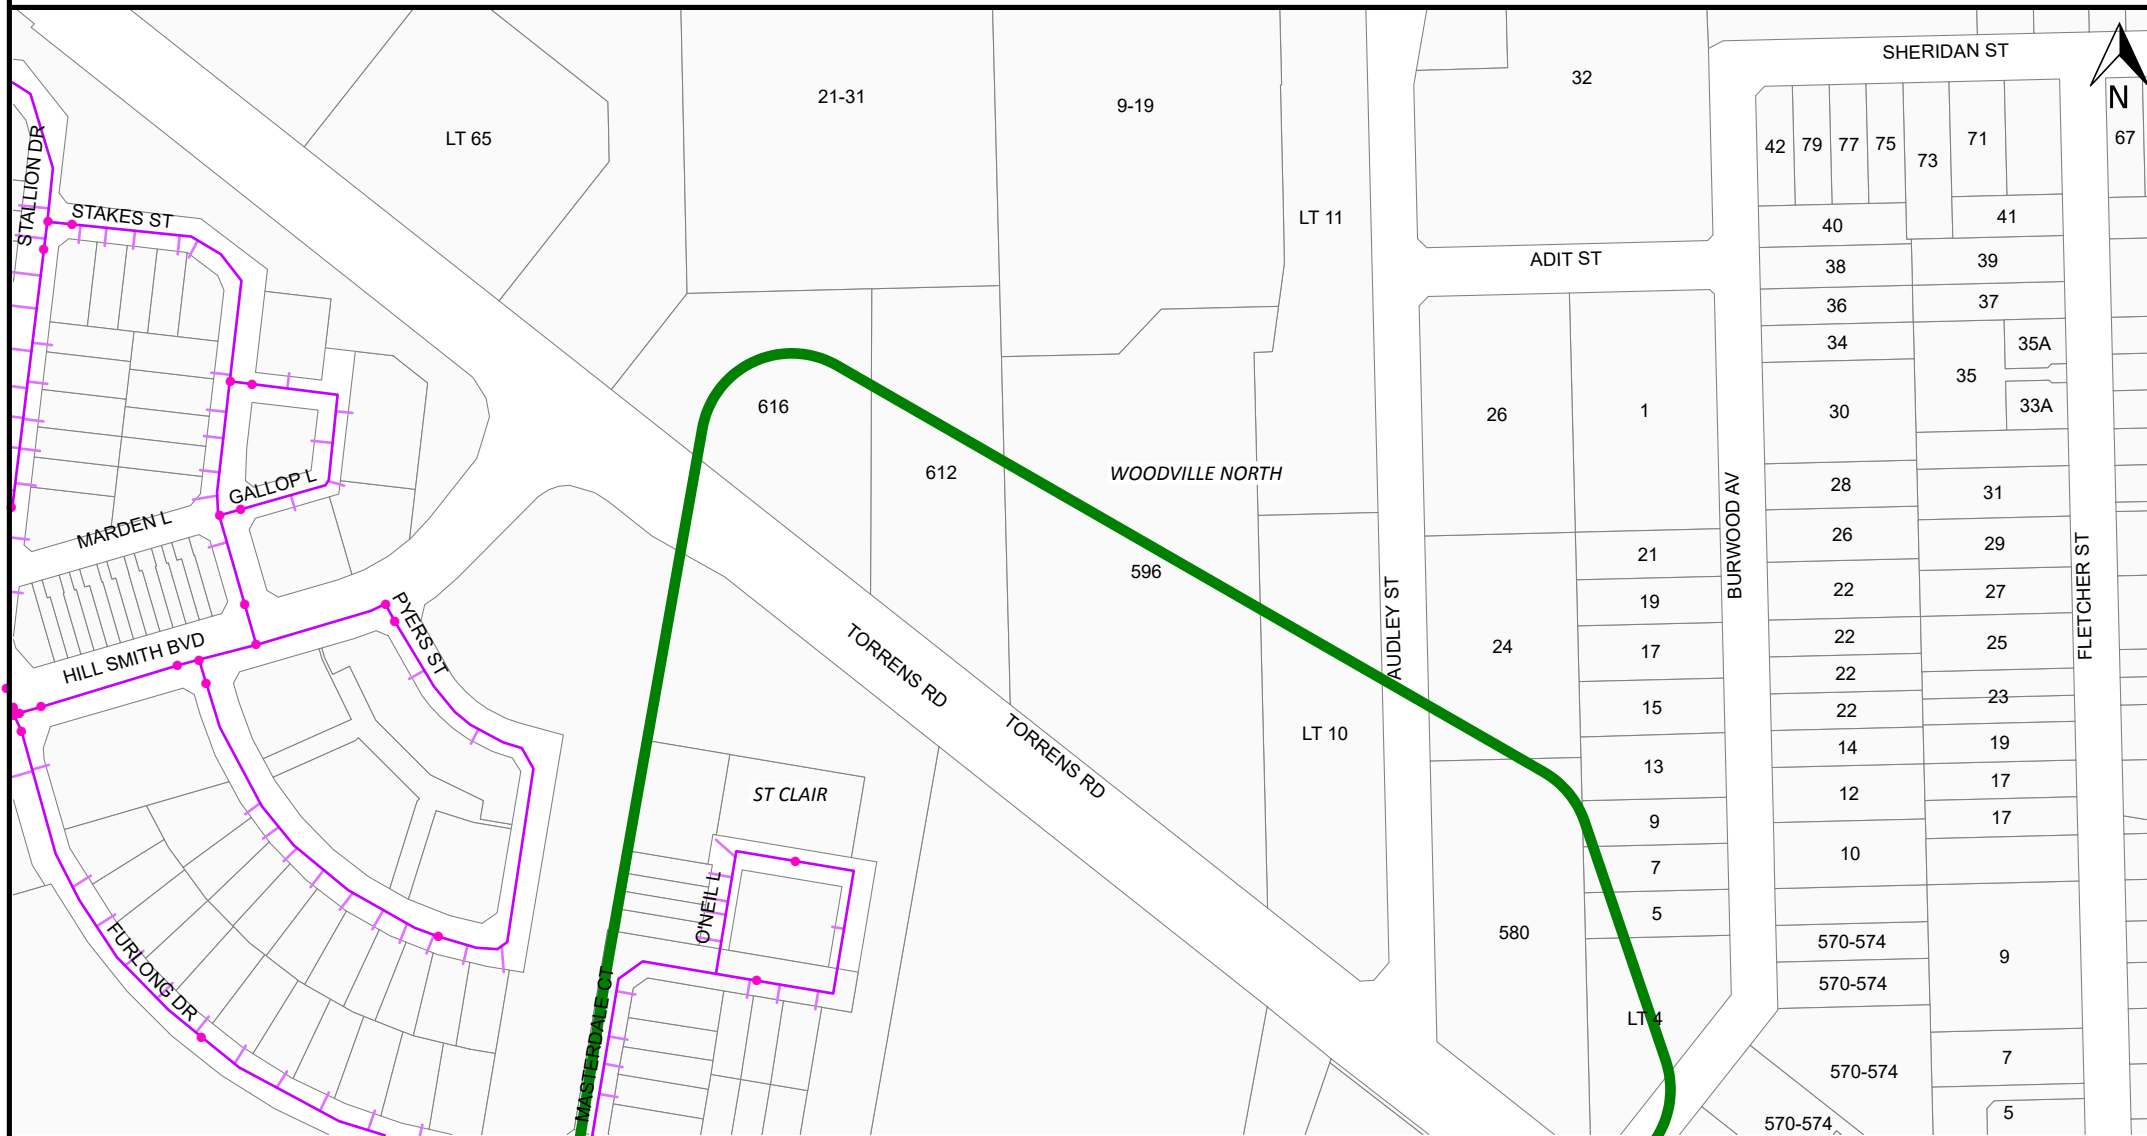 SHERIDAN ST
N
32
21-31
9-19
LT 65
42
79
77
75
73
71
67
STALLION DR
STAKES ST
LT 11
40
41
ADIT ST
38
39
36
37
34
35A
35
33A
616
26
1
30
612
WOODVILLE NORTH
GALLOP L
MARDEN L
28
31
BURWOOD AV
26
29
21
596
FLETCHER ST
22
27
19
AUDLEY ST
PYERS ST
HILL SMITH BVD
TORRENS RD
24
17
22
25
22
23
15
22
LT 10
TORRENS RD
14
19
13
17
ST CLAIR
12
9
17
10
7
O'NEIL L
5
580
570-574
9
FURLONG DR
570-574
MASTERDALE CT
LT 4
7
570-574
5
570-574